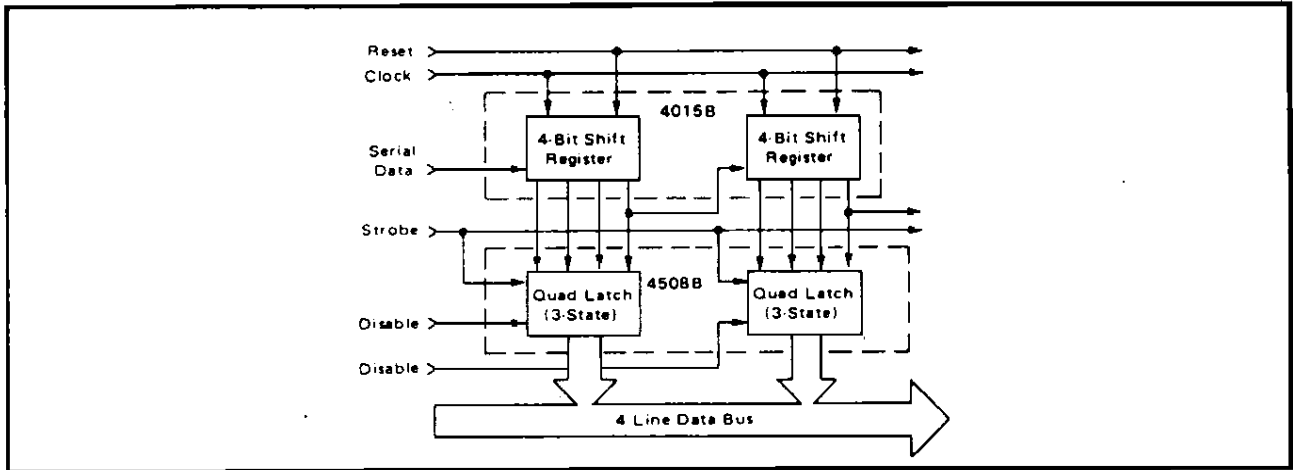 Reset
Clock
4015B
4-Bit Shift
Register
4-Bit Shift
Register
Serial
Data
Strobe
4508B
Quad Latch
(3-State)
Quad Latch
(3-State)
Disable
Disable
4 Line Data Bus